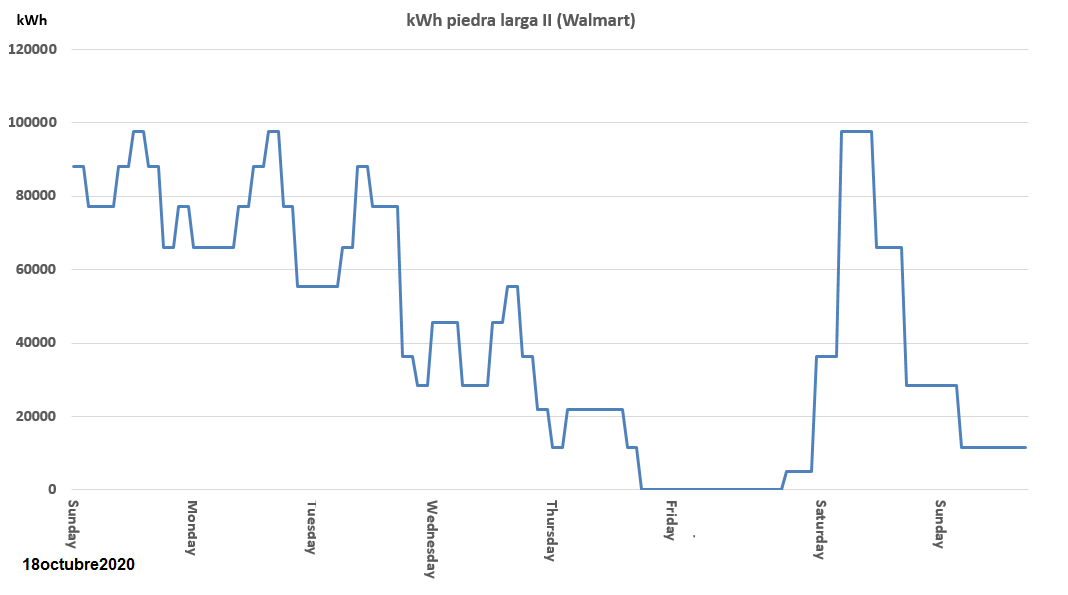 kWh
kWh piedra larga II (Walmart)
120000
100000
80000
60000
40000
20000
0
Sunday
Monday
Tuesday
Wednesday
Thursday
Friday
Saturday
Sunday
18octubre2020